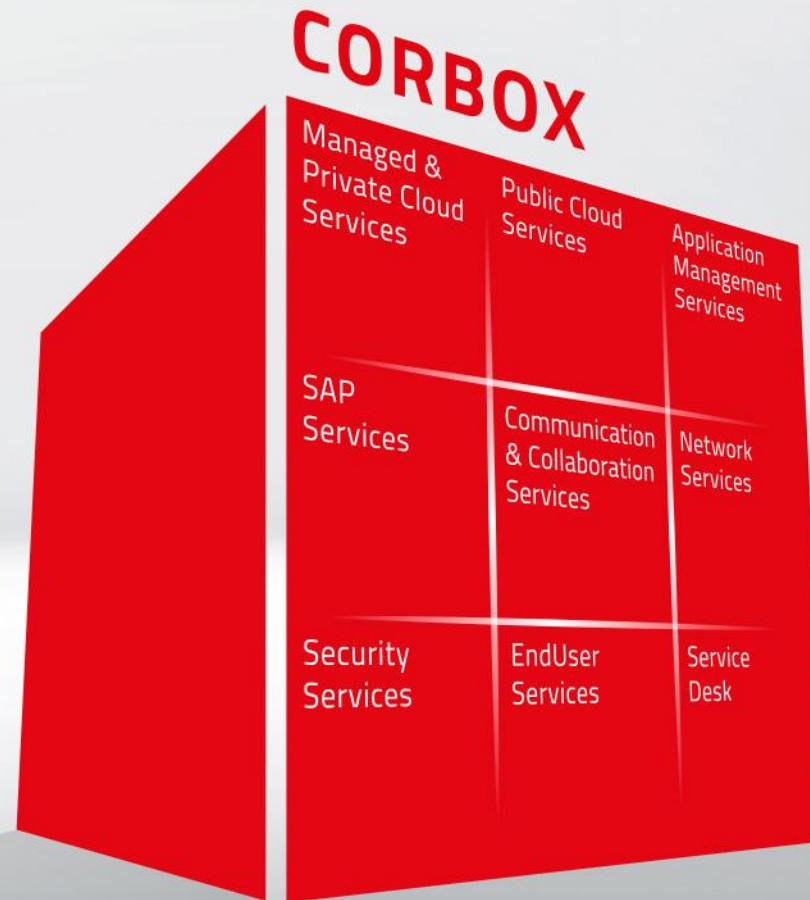 CORBOX
Managed &
Private Cloud
Services
Public Cloud
Services
Application
Management
Services
SAP
Services
Communication
& Collaboration
Services
Network
Services
Security
Services
EndUser
Services
Service
Desk